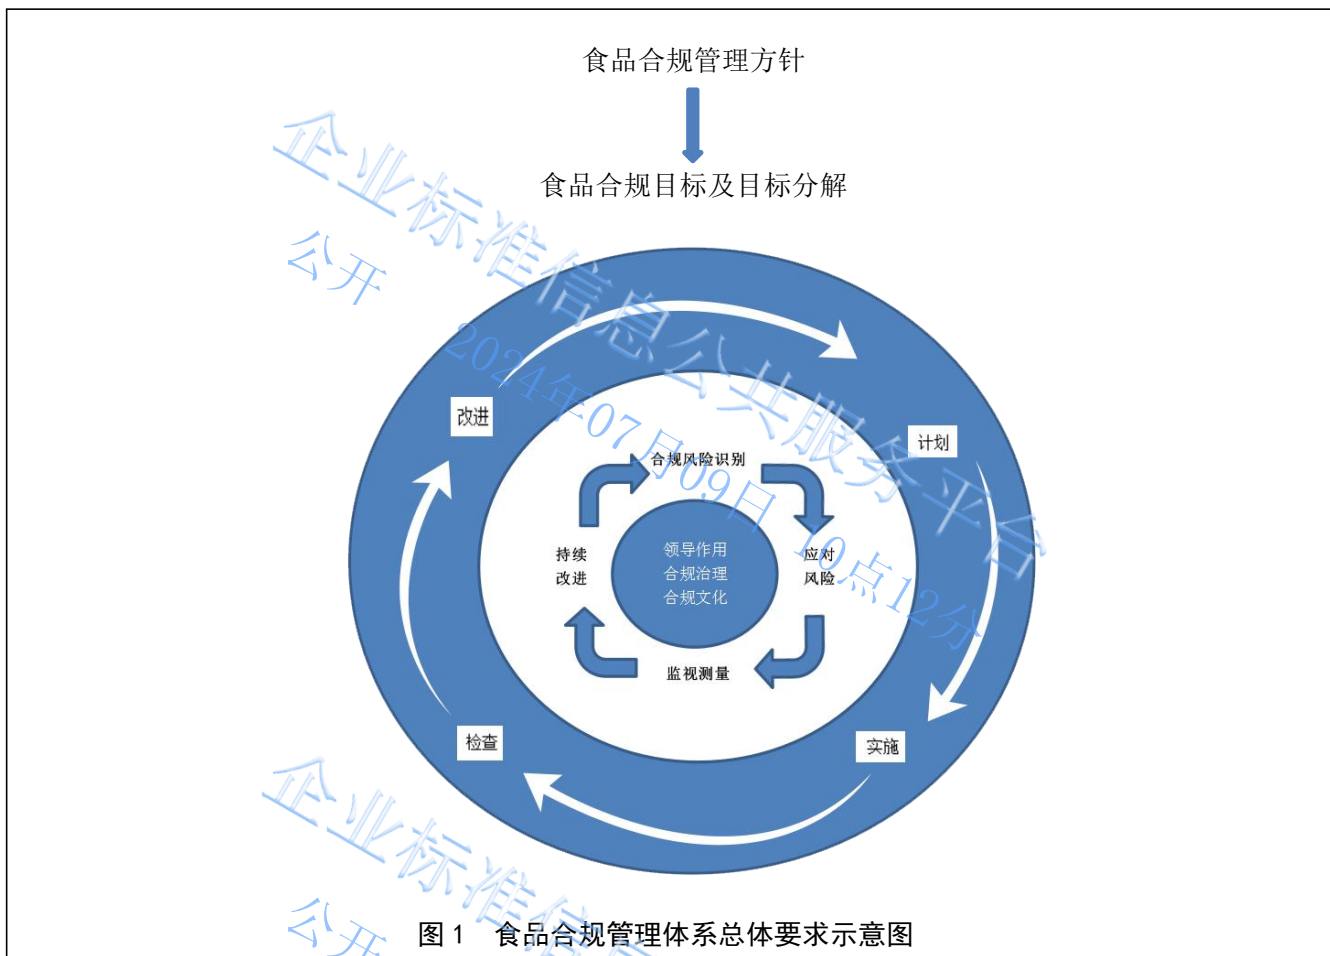 食品合规管理方针
食品合规目标及目标分解
企业标准信息公共服务平台
公开
2024年07月09日 10点12分
改进
计划
合规风险识别
持续
改进
领导作用
合规治理
合规文化
应对
风险
监视测量
检查
实施
企业标准信
公开
图 1 食品合规管理体系总体要求示意图